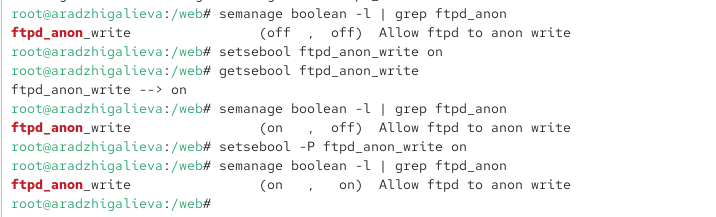 root@aradzhigalieva:/web# semanage boolean -l | grep ftpd_anon
ftpd_anon_write                (off  ,  off)  Allow ftpd to anon write
root@aradzhigalieva:/web# setsebool ftpd_anon_write on
root@aradzhigalieva:/web# getsebool ftpd_anon_write
ftpd_anon_write --> on
root@aradzhigalieva:/web# semanage boolean -l | grep ftpd_anon
ftpd_anon_write                (on   ,  off)  Allow ftpd to anon write
root@aradzhigalieva:/web# setsebool -P ftpd_anon_write on
root@aradzhigalieva:/web# semanage boolean -l | grep ftpd_anon
ftpd_anon_write                (on   ,   on)  Allow ftpd to anon write
root@aradzhigalieva:/web#